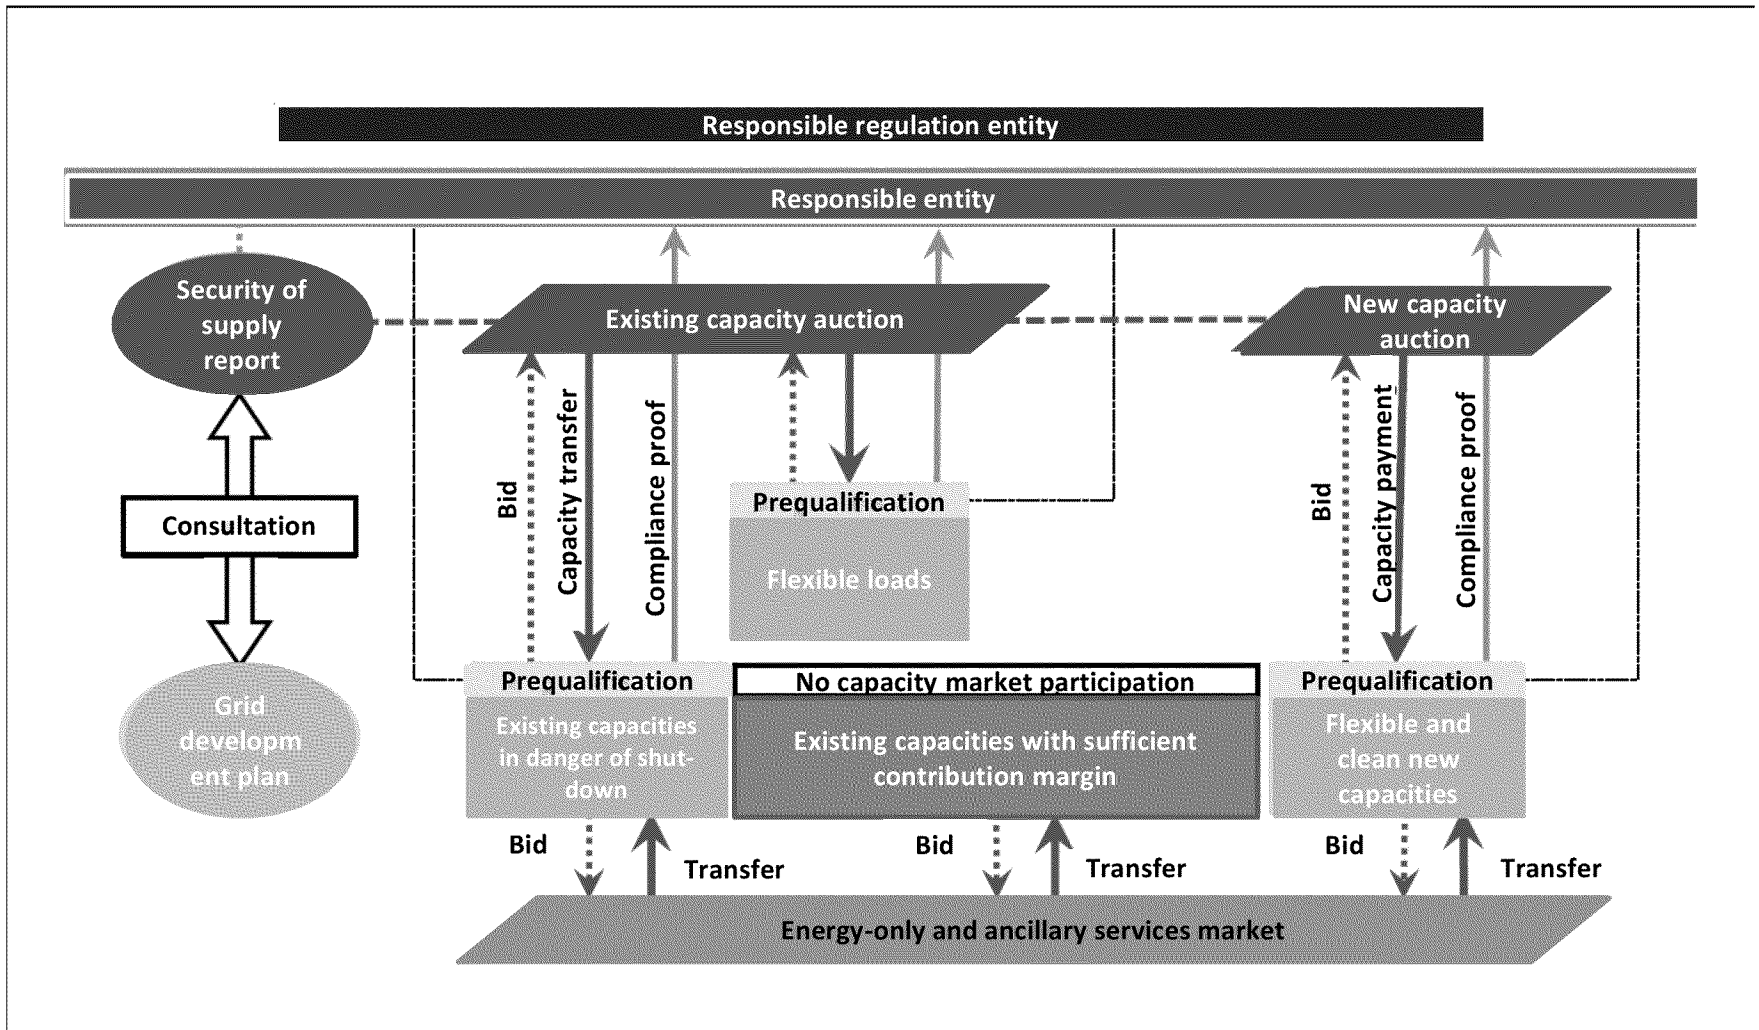 Responsible regulation entity
Responsible entity
Security of
supply
report
Existing capacity auction
New capacity
auction
Bid
Capacity transfer
Compliance proof
Bid
Capacity payment
Compliance proof
Consultation
Prequalification
Flexible loads
Grid
developm
ent plan
Prequalification
Existing capacities
in danger of shut-
down
No capacity market participation
Existing capacities with sufficient
contribution margin
Prequalification
Flexible and
clean new
capacities
Bid
Transfer
Bid
Transfer
Bid
Transfer
Energy-only and ancillary services market